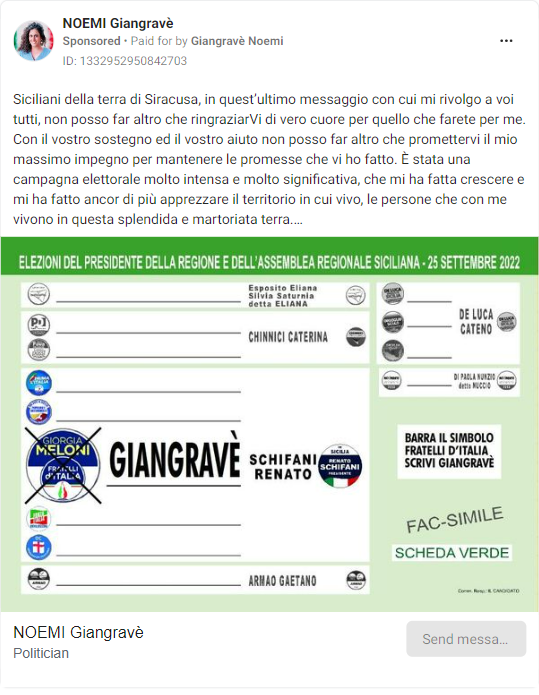 NOEMI Giangravè
Sponsored • Paid for by Giangravè Noemi
ID: 1332952950842703
Siciliani della terra di Siracusa, in quest'ultimo messaggio con cui mi rivolgo a voi
tutti, non posso far altro che ringraziarVi di vero cuore per quello che farete per me.
Con il vostro sostegno ed il vostro aiuto non posso far altro che promettervi il mio
massimo impegno per mantenere le promesse che vi ho fatto. È stata una
campagna elettorale molto intensa e molto significativa, che mi ha fatta crescere e
mi ha fatto ancor di più apprezzare il territorio in cui vivo, le persone che con me
vivono in questa splendida e martoriata terra....
ELEZIONI DEL PRESIDENTE DELLA REGIONE E DELL'ASSEMBLEA REGIONALE SICILIANA - 25 SETTEMBRE 2022
Esposito Eliana
Silvia Saturnia
detta ELIANA
CHINNICI CATERINA
DE LUCA
CATENO
DI PAOLA NUNZIO
detto NUCCIO
GIORGIA
MELONI
FRATELLI
d'ITALIA
GIANGRAVÈ
SCHIFANI
RENATO
SICILIA
RENATO
SCHIFANI
PRESIDENTE
BARRA IL SIMBOLO
FRATELLI D'ITALIA
SCRIVI GIANGRAVÈ
FAC-SIMILE
SCHEDA VERDE
ARMAO GAETANO
Comm. Resp.: IL CANDIDATO
NOEMI Giangravè
Politician
Send messa...